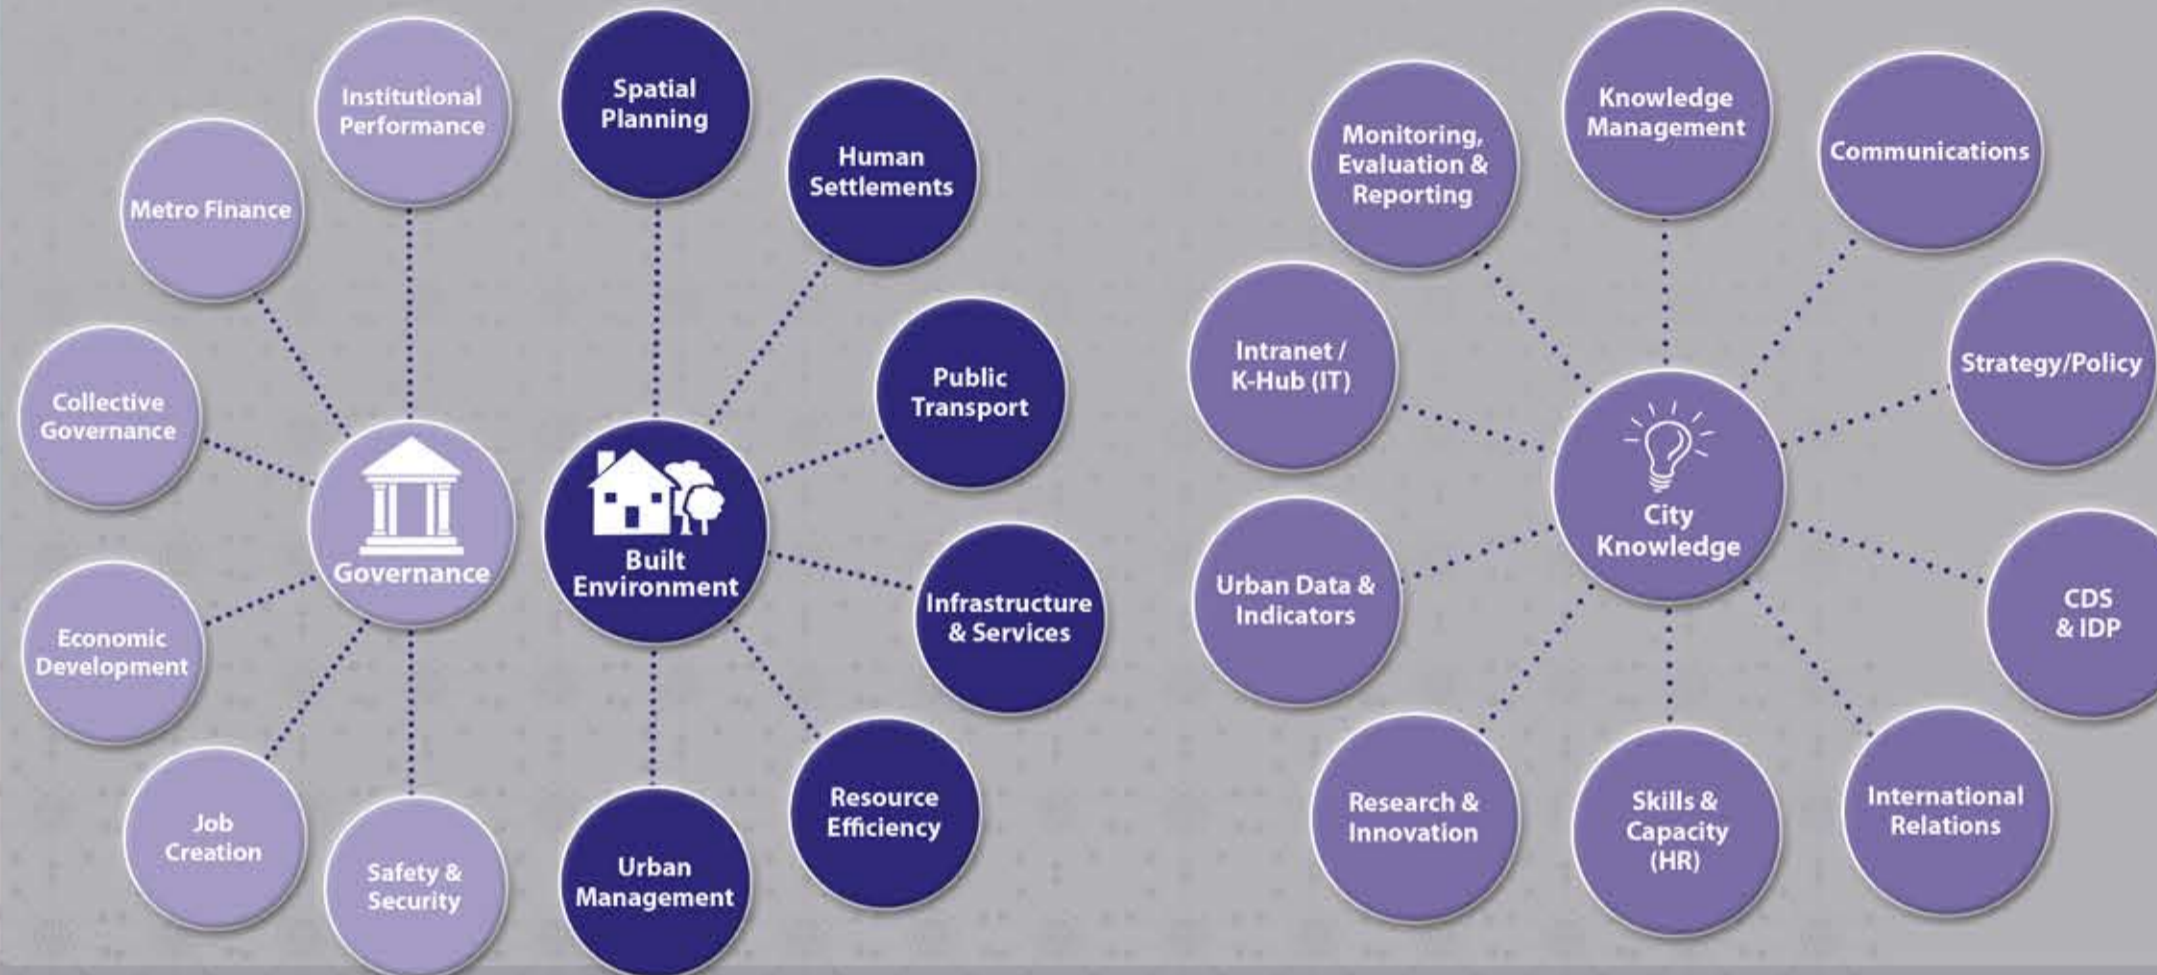 Institutional
Performance
Metro Finance
Collective
Governance
Governance
Economic
Development
Job
Creation
Safety &
Security
Spatial
Planning
Human
Settlements
Public
Transport
Built
Environment
Infrastructure
& Services
Resource
Efficiency
Urban
Management
Knowledge
Management
Communications
Monitoring,
Evaluation &
Reporting
Strategy/Policy
Intranet /
K-Hub (IT)
City
Knowledge
Urban Data &
Indicators
CDS
& IDP
Research &
Innovation
Skills &
Capacity
(HR)
International
Relations